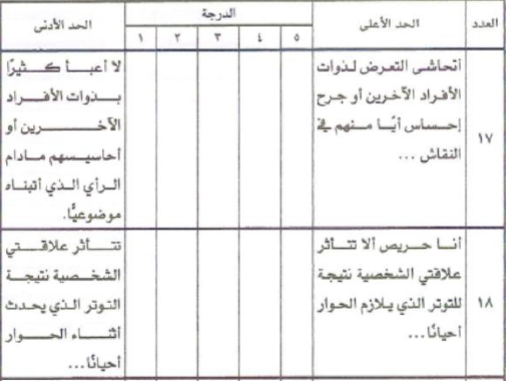 العدد الحد الأعلى الدرجة الحد الأدنى
٥ ٤ ٣ ٢ ١
١٧
أتحاشى التعرض لذوات
الأفراد الآخرين أو جرح
إحساس أيًا منهم في
النقاش ...
لا أعبأ كثيرًا
بذوات الأفراد
الآخرين أو
أحاسيسهم مادام
الرأي الذي أتبناه
موضوعيًا.
١٨
أنا حريص ألا تتأثر
علاقتي الشخصية نتيجة
للتوتر الذي يلازم الحوار
أحيانًا...
تتأثر علاقتي
الشخصية نتيجة
التوتر الذي يحدث
أثناء الحوار
أحيانًا...